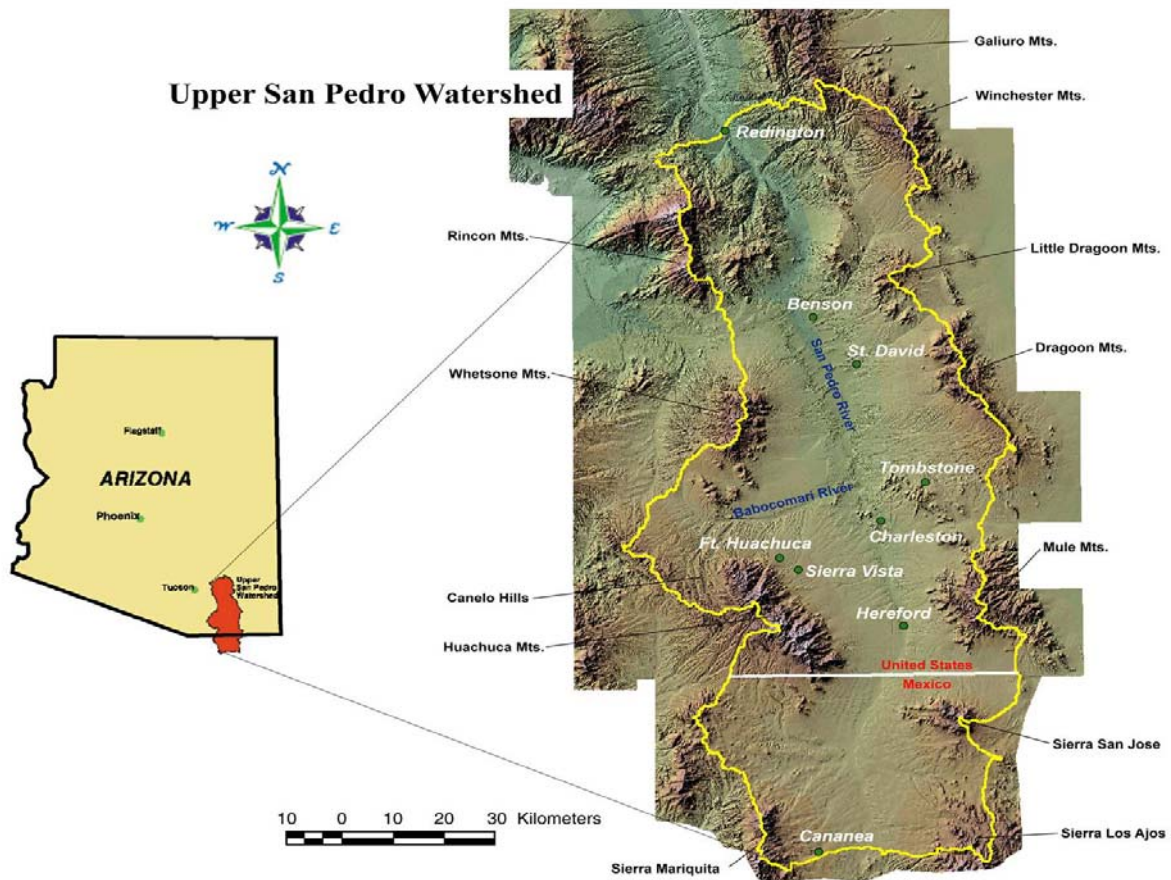 Upper San Pedro Watershed
N
W
E
S
Galiuro Mts.
Winchester Mts.
Redington
Rincon Mts.
Little Dragoon Mts.
Benson
St. David
San Pedro River
Dragoon Mts.
Whetsone Mts.
Tombstone
Babocomari River
Charleston
Ft. Huachuca
Sierra Vista
Mule Mts.
Canelo Hills
Hereford
Huachuca Mts.
United States
Mexico
Sierra San Jose
Sierra Los Ajos
Cananea
Sierra Mariquita
Flagstaff
ARIZONA
Phoenix
Tucson
Upper
San Pedro
Watershed
10 0 10 20 30 Kilometers